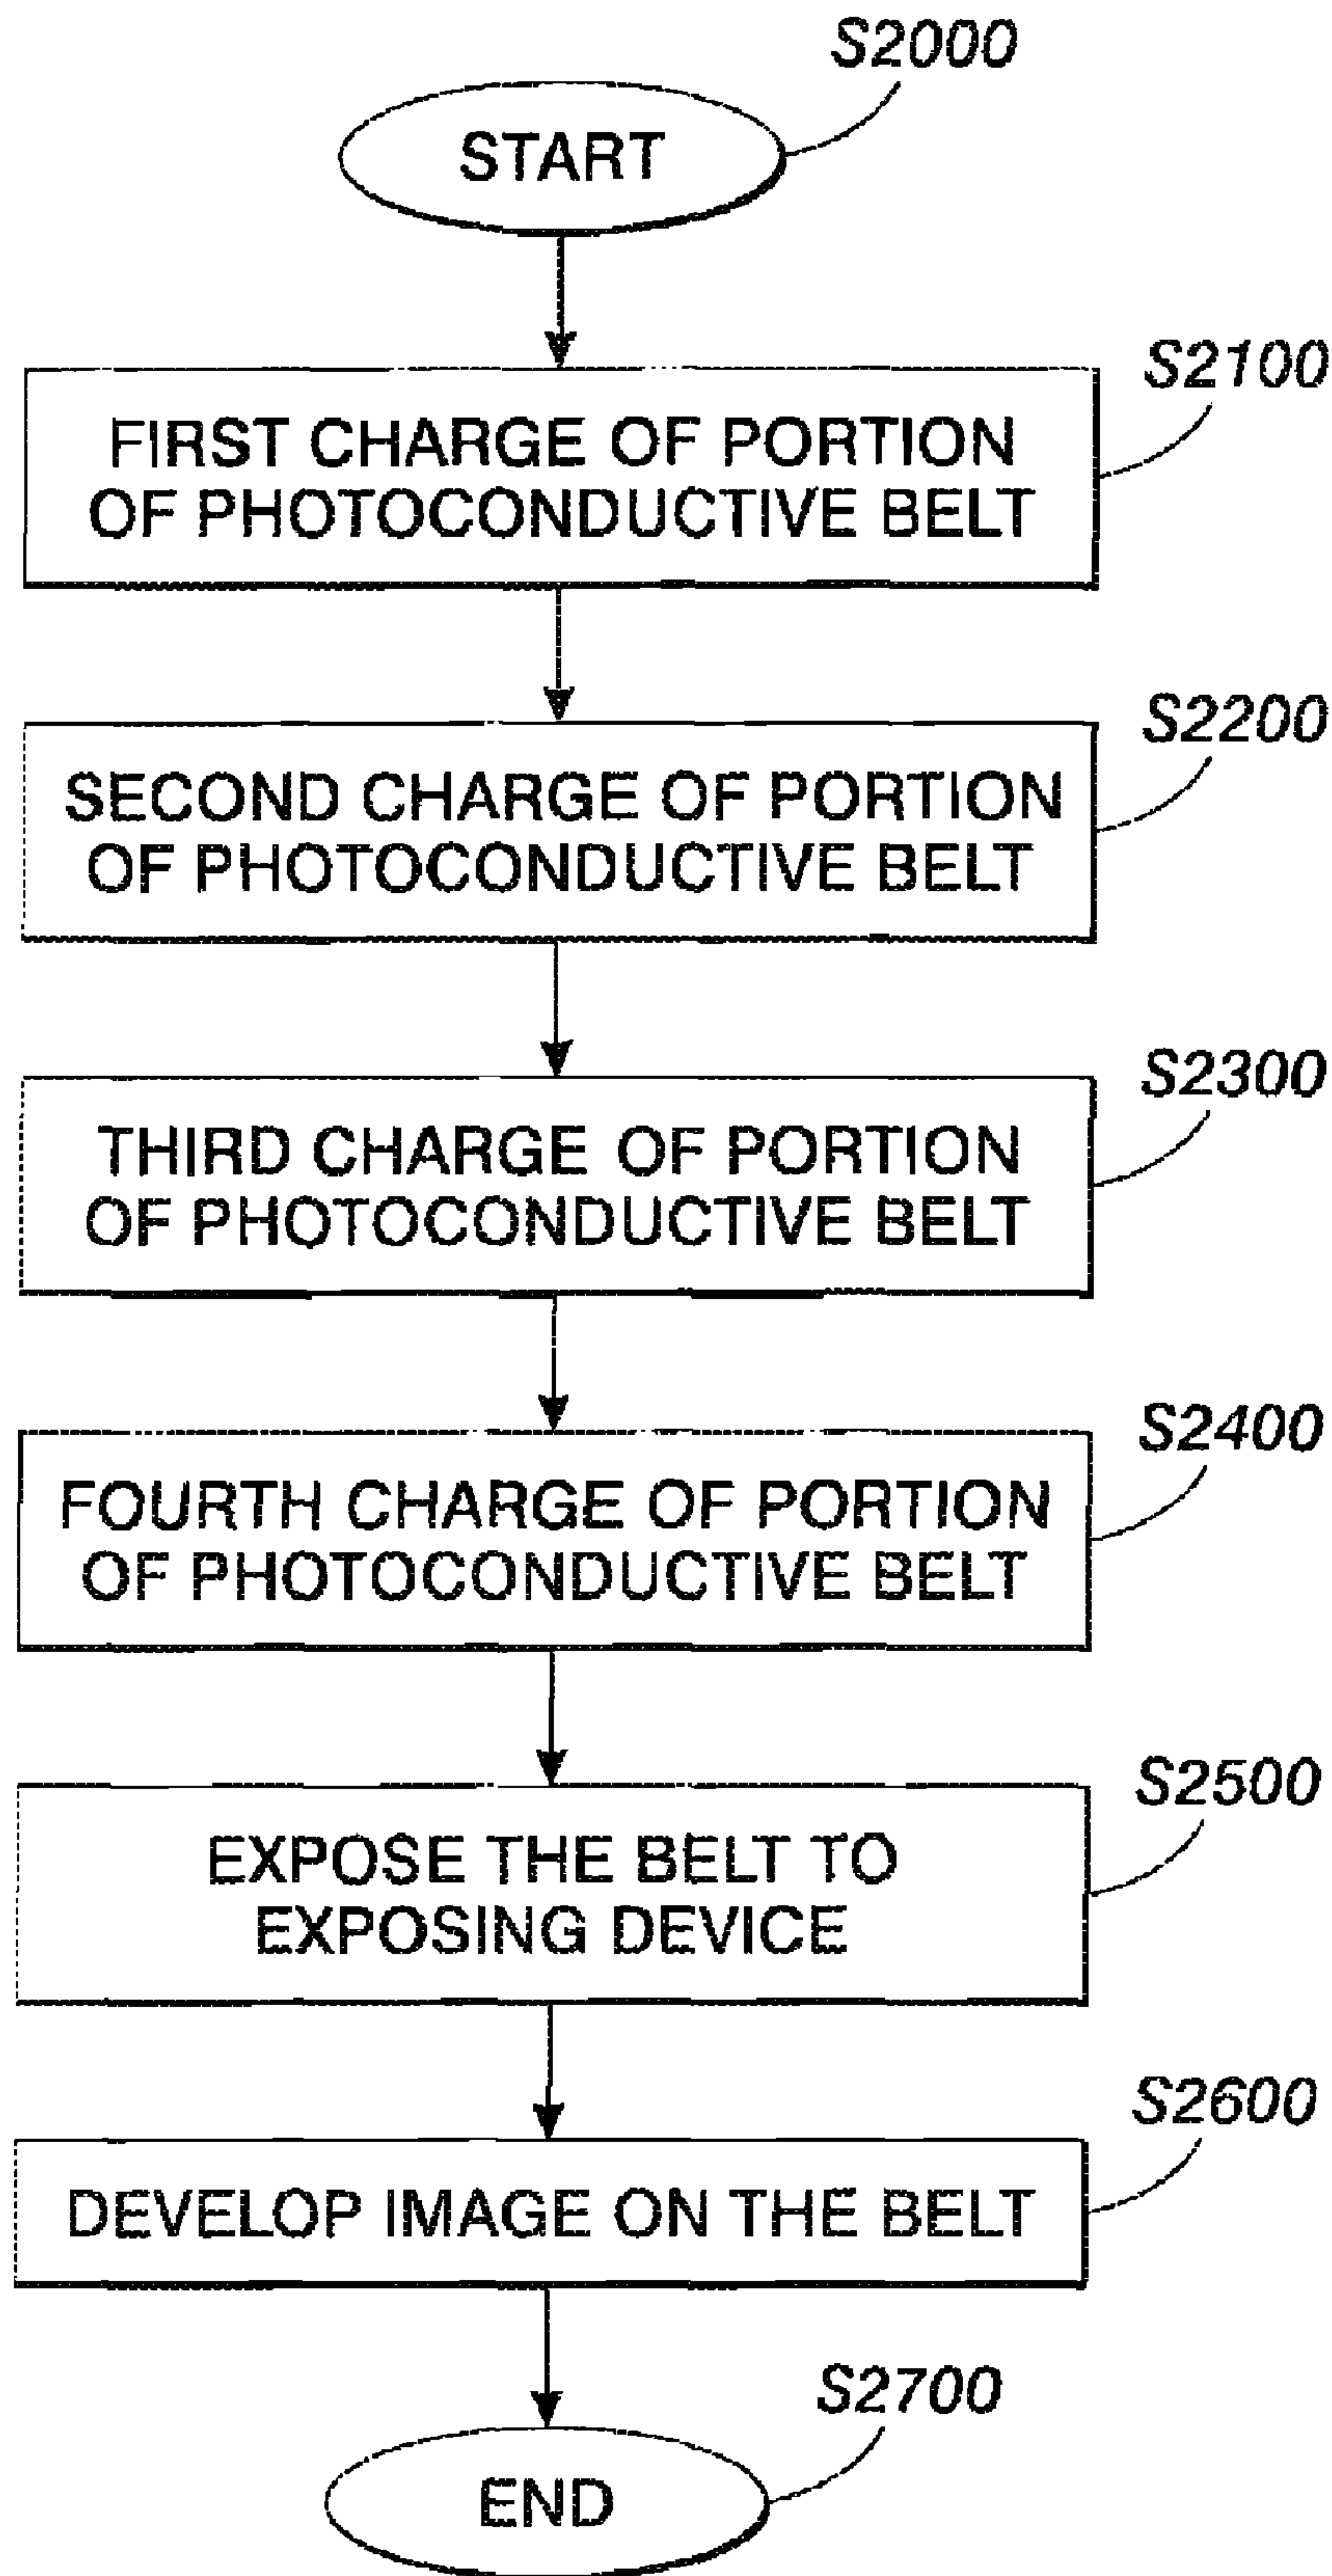 S2000
START
S2100
FIRST CHARGE OF PORTION
OF PHOTOCONDUCTIVE BELT
S2200
SECOND CHARGE OF PORTION
OF PHOTOCONDUCTIVE BELT
S2300
THIRD CHARGE OF PORTION
OF PHOTOCONDUCTIVE BELT
S2400
FOURTH CHARGE OF PORTION
OF PHOTOCONDUCTIVE BELT
S2500
EXPOSE THE BELT TO
EXPOSING DEVICE
S2600
DEVELOP IMAGE ON THE BELT
S2700
END